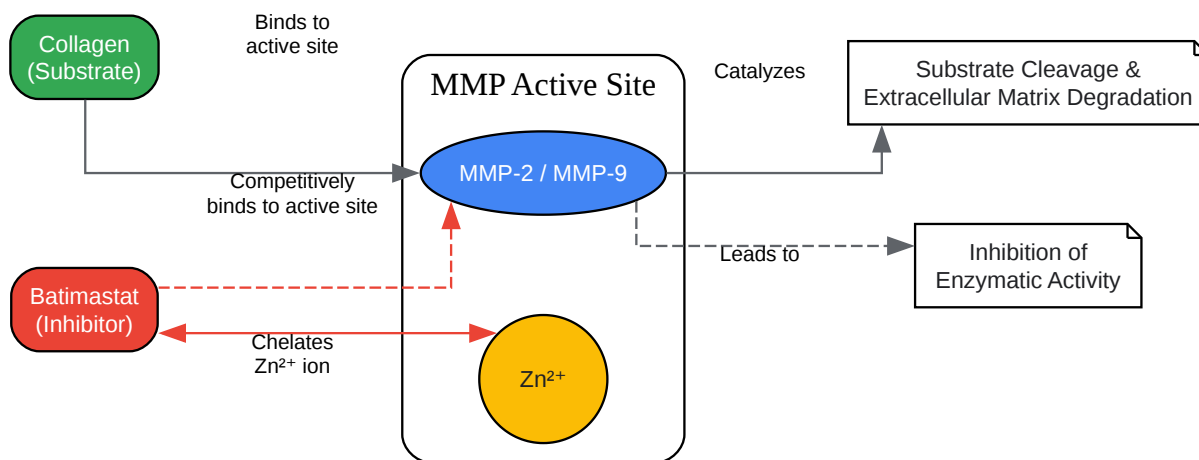 Collagen
(Substrate)
Binds to
active site
MMP Active Site
Catalyzes
Substrate Cleavage &
Extracellular Matrix Degradation
MMP-2 / MMP-9
Competitively
binds to active site
Leads to
Inhibition of
Enzymatic Activity
Batimastat
(Inhibitor)
Chelates
Zn²⁺ ion
Zn²⁺